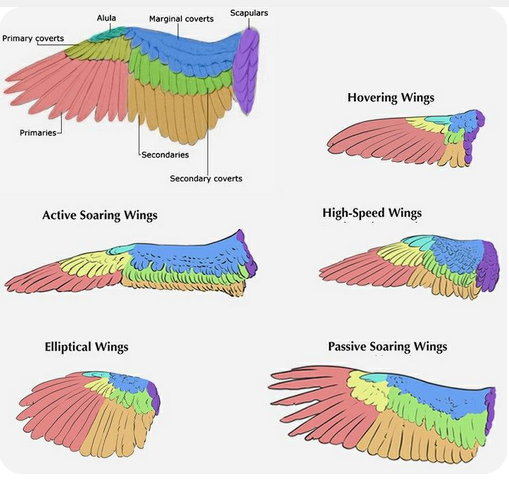 Scapulars
Alula
Marginal coverts
Primary coverts
Primaries
Secondaries
Secondary coverts
Hovering Wings
Active Soaring Wings
High-Speed Wings
Elliptical Wings
Passive Soaring Wings